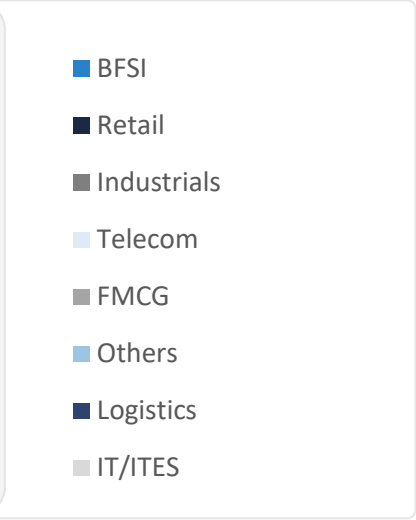 BFSI
Retail
Industrials
Telecom
FMCG
Others
Logistics
IT/ITES